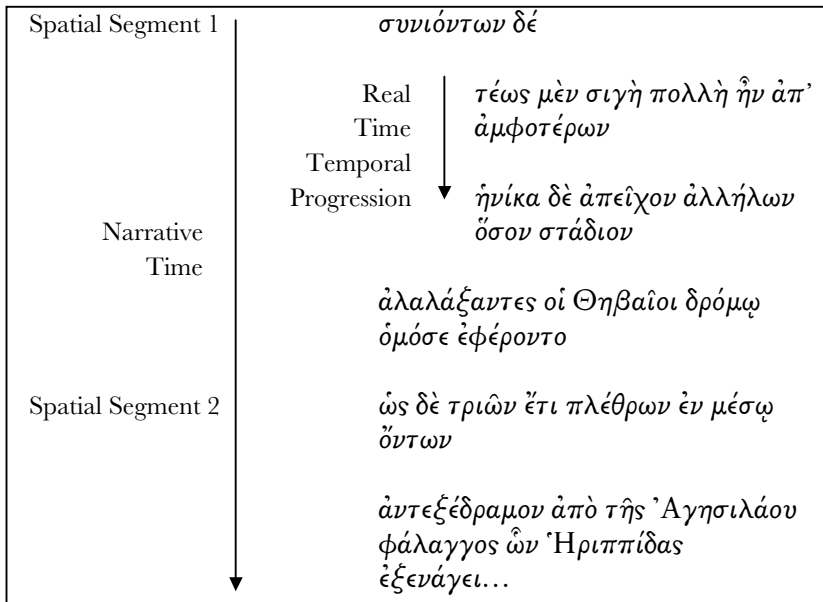 Spatial Segment 1
συνιόντων δέ
Real
Time
Temporal
Progression
τέως μὲν σιγὴ πολλὴ ἦν ἀπ’
ἀμφοτέρων
ἡνίκα δὲ ἀπεῖχον ἀλλήλων
ὅσον στάδιον
Narrative
Time
ἀλαλάξαντες οἱ Θηβαῖοι δρόμῳ
ὁμόσε ἐφέροντο
Spatial Segment 2
ὡς δὲ τριῶν ἔτι πλέθρων ἐν μέσῳ
ὄντων
ἀντεξέδραμον ἀπὸ τῆς Ἀγησιλάου
φάλαγγος ὧν Ἡριππίδας
ἐξενάγει…